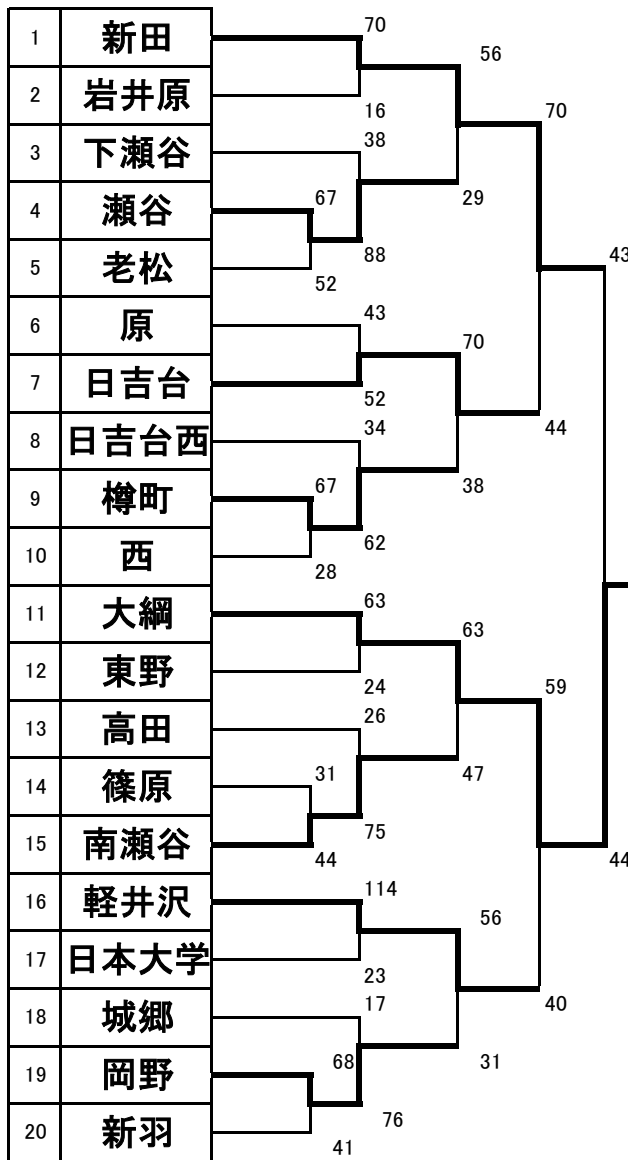 1 新田 70
56
2 岩井原 16
70
3 下瀬谷 38
4 瀬谷 67
29
5 老松 52
88
43
6 原 43
70
7 日吉台 52
8 日吉台西 34
44
9 樽町 67
38
10 西 28
62
11 大綱 63
63
12 東野 24
59
13 高田 26
14 篠原 31
47
15 南瀬谷 44
75
44
16 軽井沢 114
56
17 日本大学 23
18 城郷 17
40
19 岡野 68
31
20 新羽 41
76